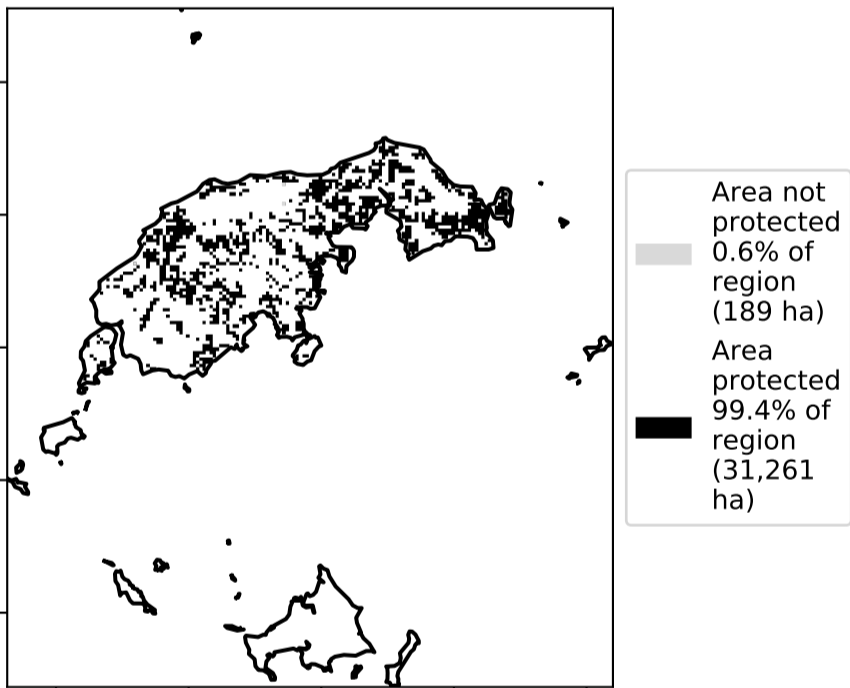 Area not
protected
0.6% of
region
(189 ha)
Area
protected
99.4% of
region
(31,261
ha)